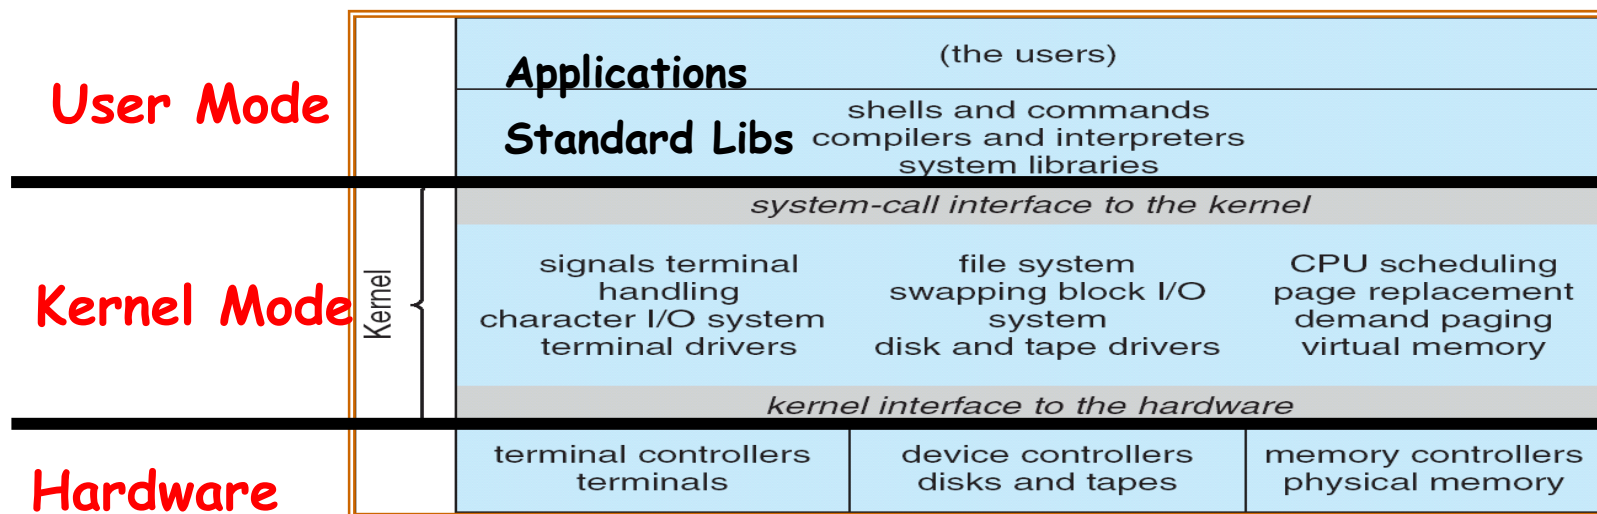 (the users)
Applications
User Mode
shells and commands
Standard Libs
compilers and interpreters
system libraries
system-call interface to the kernel
Kernel Mode
Kernel
signals terminal
handling
character I/O system
terminal drivers
file system
swapping block I/O
system
disk and tape drivers
CPU scheduling
page replacement
demand paging
virtual memory
kernel interface to the hardware
Hardware
terminal controllers
terminals
device controllers
disks and tapes
memory controllers
physical memory